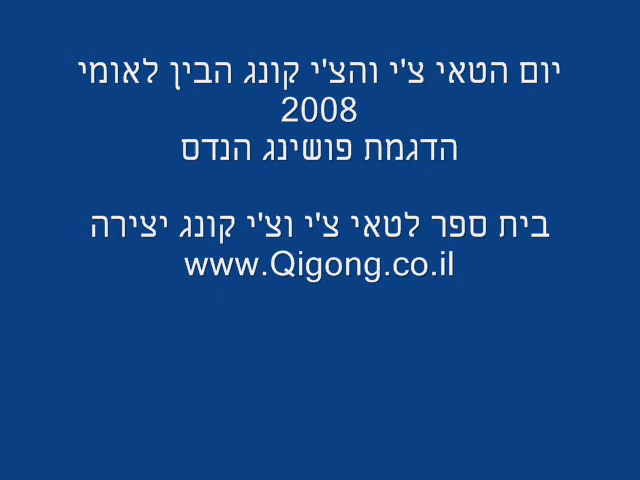 יום הטאי צ'י והצ'י קונג הבין לאומי
2008
הדגמת פושינג הנדס
בית ספר לטאי צ'י וצ'י קונג יצירה
www.Qigong.co.il